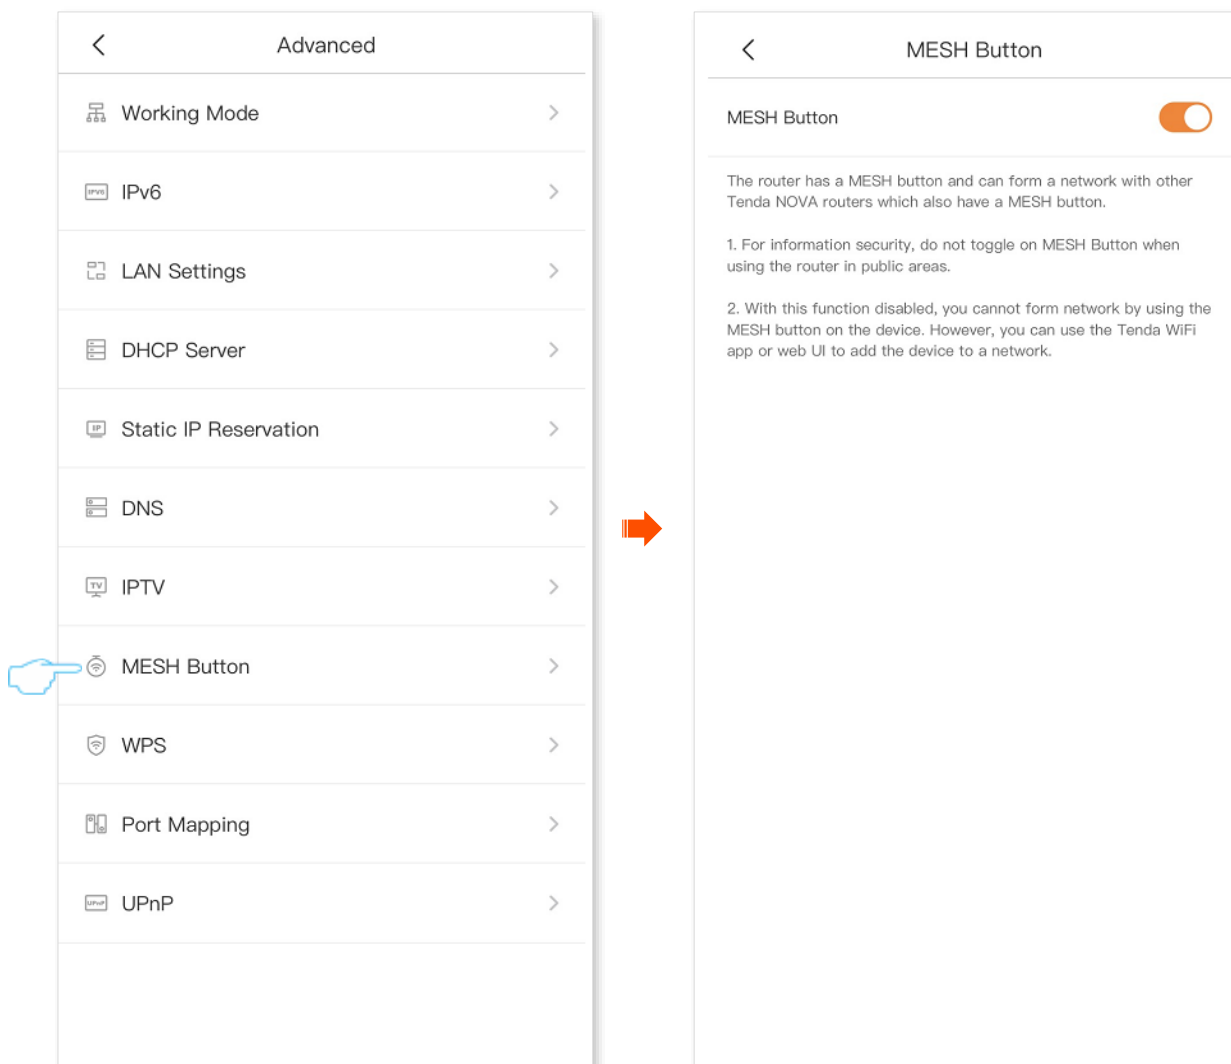 Advanced
Working Mode
IPv6
IPv6
LAN Settings
DHCP Server
IP
Static IP Reservation
DNS
TV
IPTV
MESH Button
WPS
Port Mapping
UPnP
UPnP
MESH Button
MESH Button
The router has a MESH button and can form a network with other
Tenda NOVA routers which also have a MESH button.
1. For information security, do not toggle on MESH Button when
using the router in public areas.
2. With this function disabled, you cannot form network by using the
MESH button on the device. However, you can use the Tenda WiFi
app or web UI to add the device to a network.